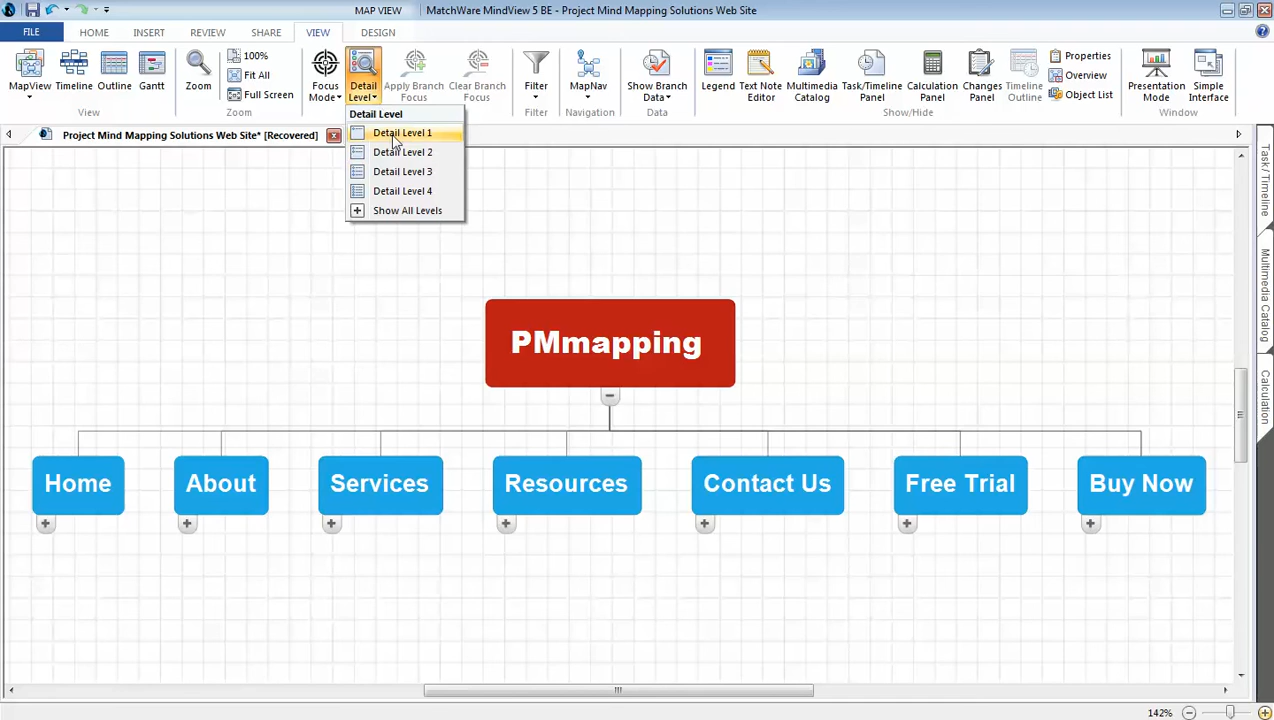 MAP VIEW
MatchWare MindView 5 BE - Project Mind Mapping Solutions Web Site
FILE HOME INSERT REVIEW SHARE VIEW DESIGN
MapView
Timeline
Outline
Gantt
View
Zoom
100%
Fit All
Full Screen
Zoom
Focus
Mode
Detail
Level
Apply Branch
Focus
Clear Branch
Focus
Filter
Filter
MapNav
Navigation
Show Branch
Data
Data
Legend
Text Note
Editor
Multimedia
Catalog
Task/Timeline
Panel
Calculation
Panel
Changes
Panel
Timeline
Outline
Properties
Overview
Object List
Show/Hide
Presentation
Mode
Simple
Interface
Window
Project Mind Mapping Solutions Web Site* [Recovered]
Detail Level
Detail Level 1
Detail Level 2
Detail Level 3
Detail Level 4
Show All Levels
PMmapping
Home About Services Resources Contact Us Free Trial Buy Now
Task / Timeline
Multimedia Catalog
Calculation
142%